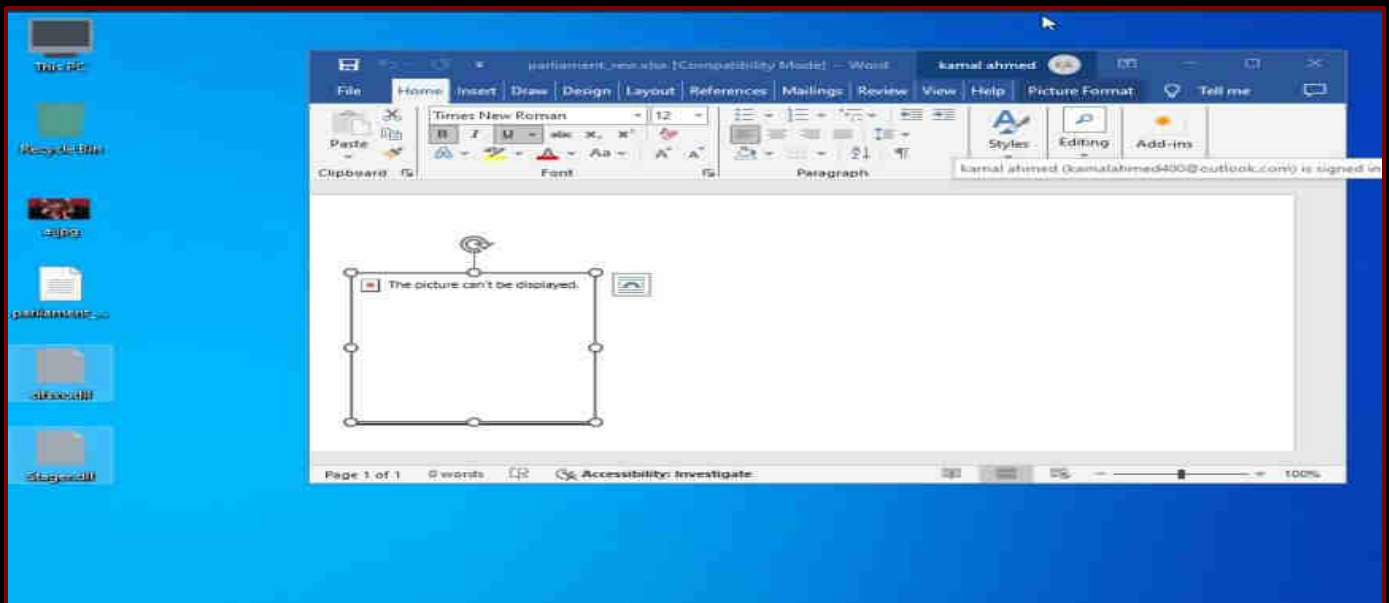 This PC
Recycle Bin
Stager.dll
[Compatibility Mode] - Word
kamal ahmed
KA
File Home Insert Draw Design Layout References Mailings Review View Help Picture Format Tell me
Paste
Times New Roman
12
Styles
Editing
Add-ins
Clipboard
Font
Paragraph
kamal ahmed (kamalahmed400@outlook.com) is signed in
The picture can't be displayed.
Page 1 of 1 0 words Accessibility: Investigate 100%